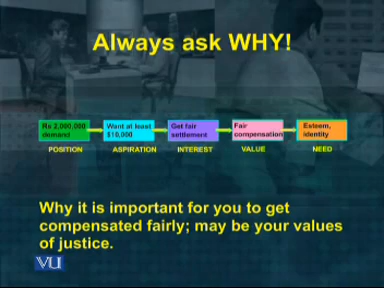 Always ask WHY!
Rs 2,000,000 demand
Want at least $10,000
Get fair settlement
Fair compensation
Esteem, identity
POSITION
ASPIRATION
INTEREST
VALUE
NEED
Why it is important for you to get
compensated fairly; may be your values
of justice.
VU